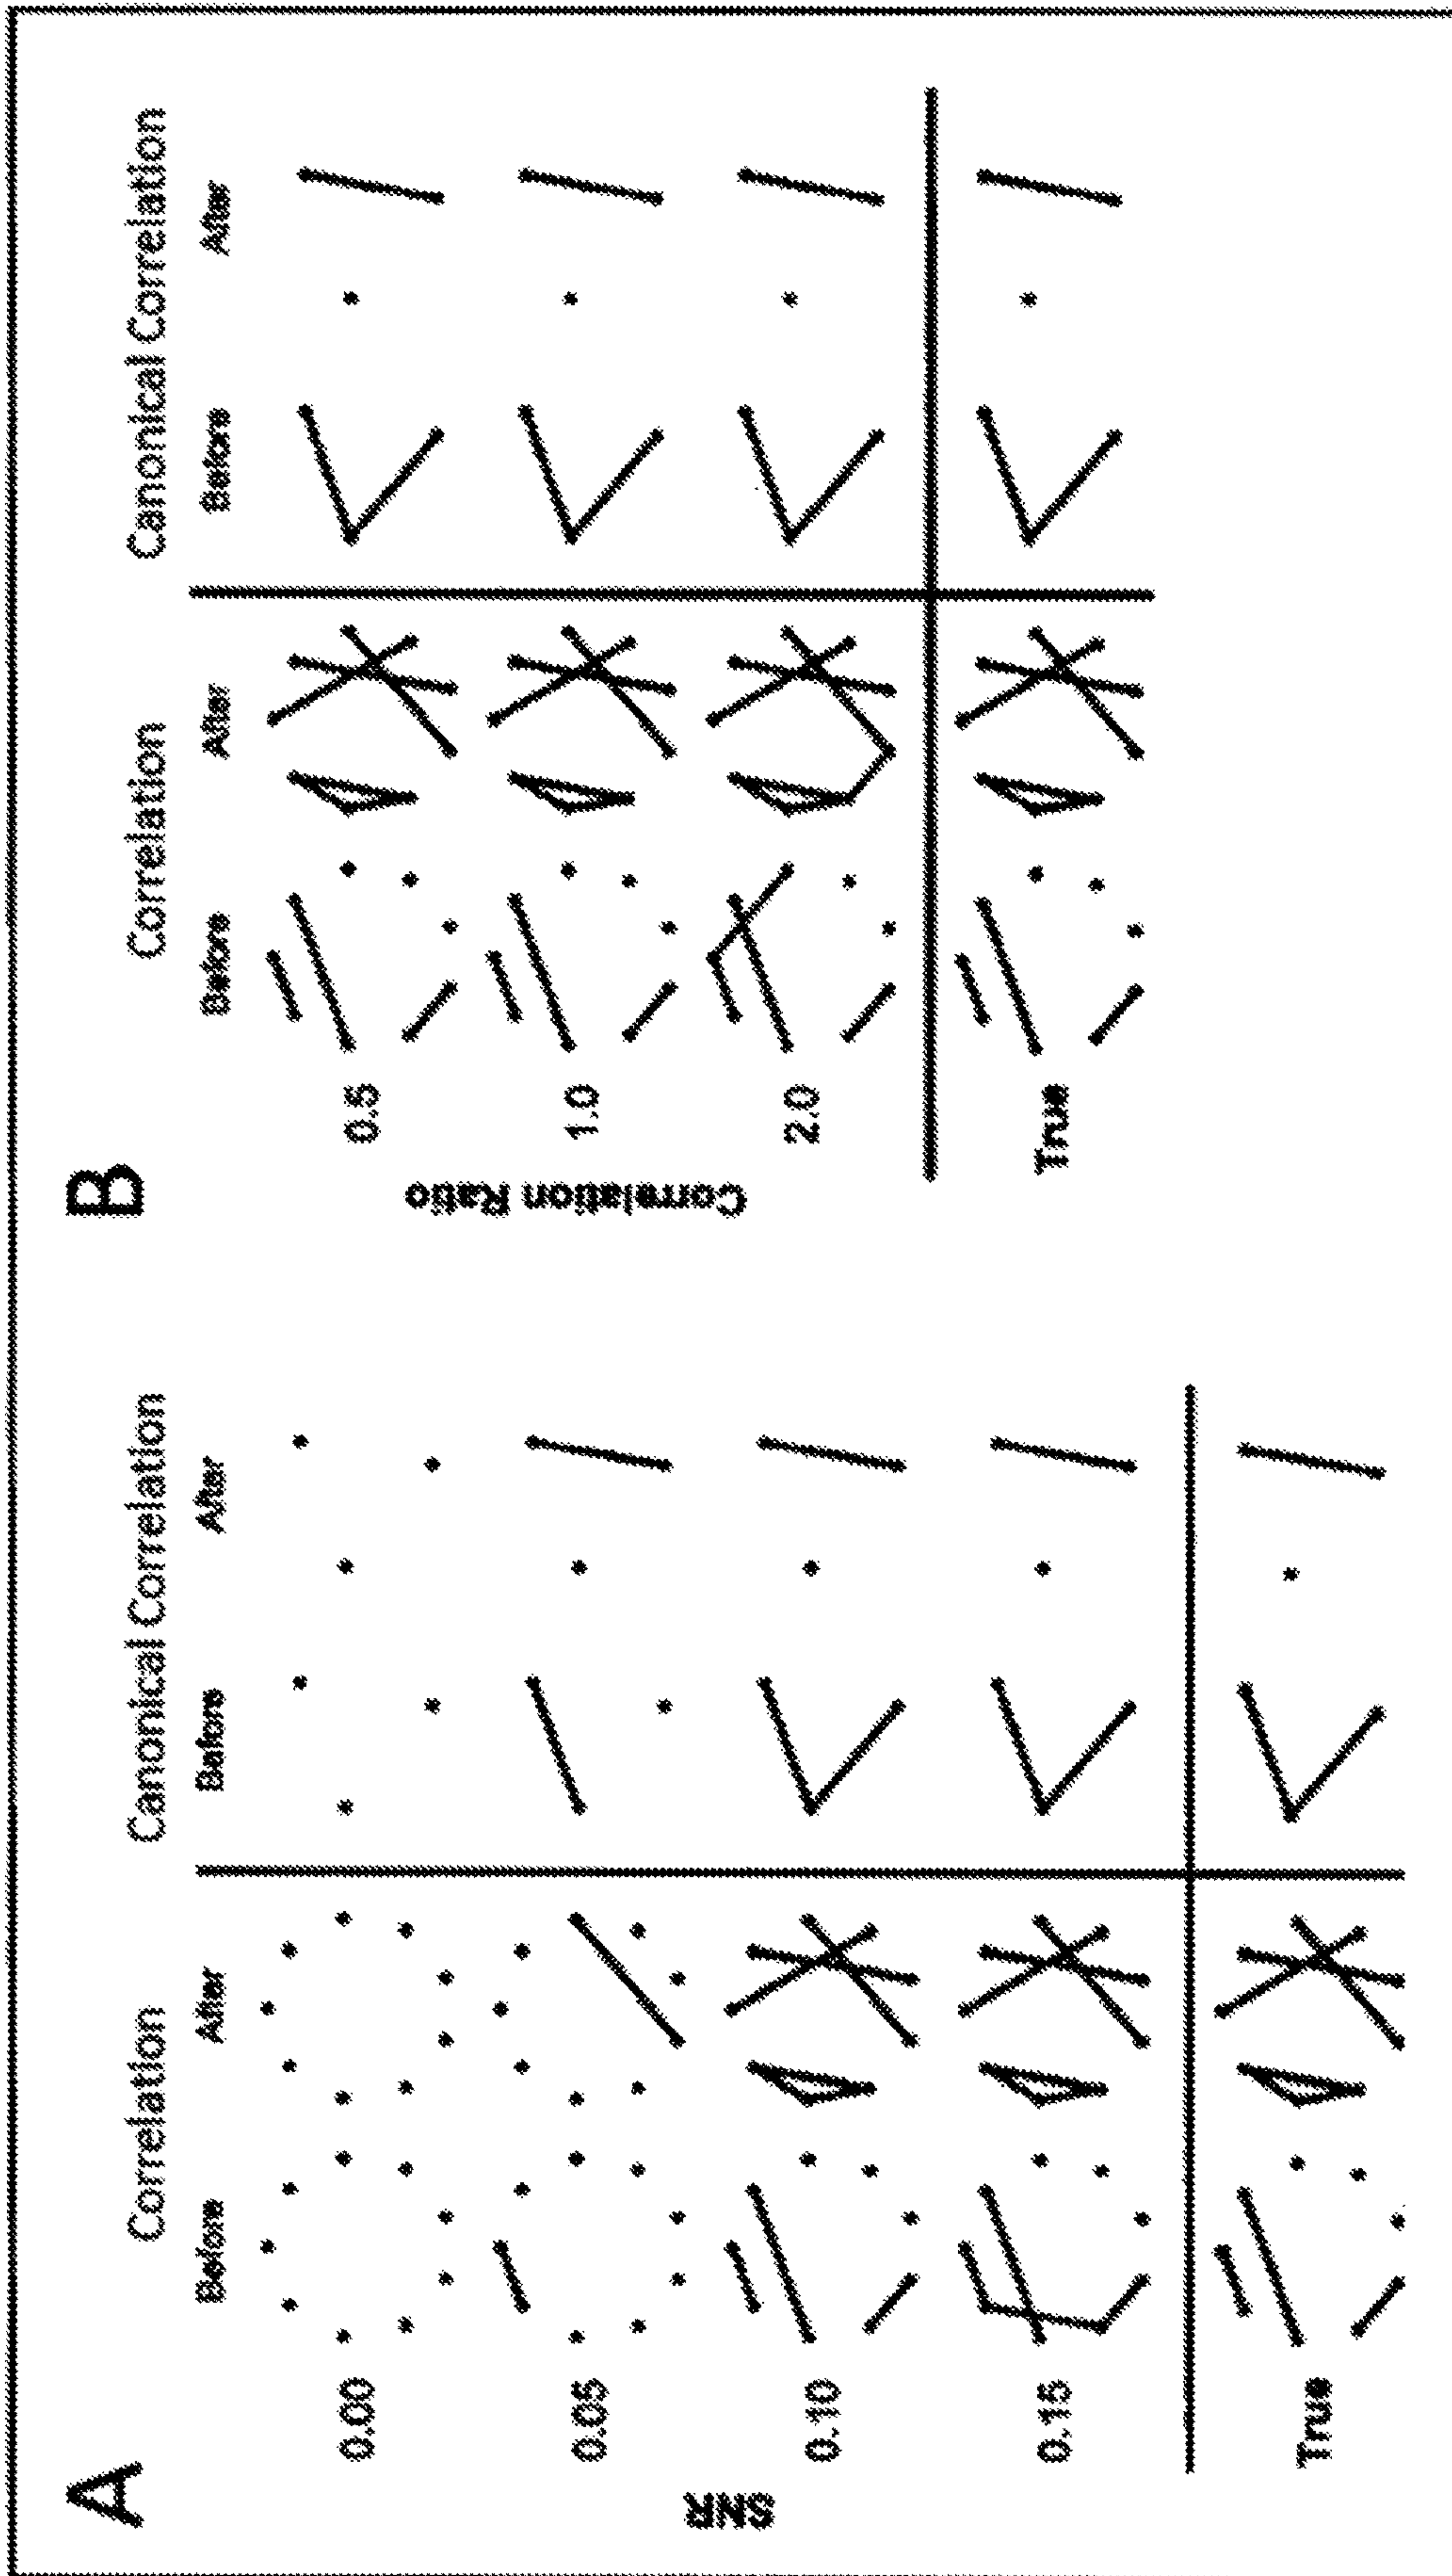 A
Correlation
Canonical Correlation
Before
After
Before
After
SNR
0.00
0.05
0.10
0.15
True
B
Correlation
Canonical Correlation
Before
After
Before
After
Correlation Ratio
0.5
1.0
2.0
True